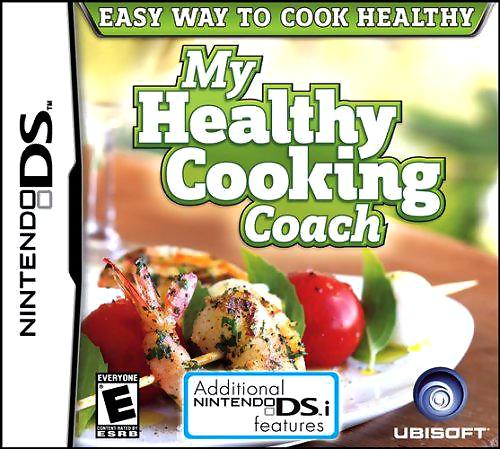 EASY WAY TO COOK HEALTHY
My
Healthy
Cooking
Coach
NINTENDO DS™
EVERYONE
E
CONTENT RATED BY
ESRB
Additional
NINTENDO DS.i
features
UBISOFT